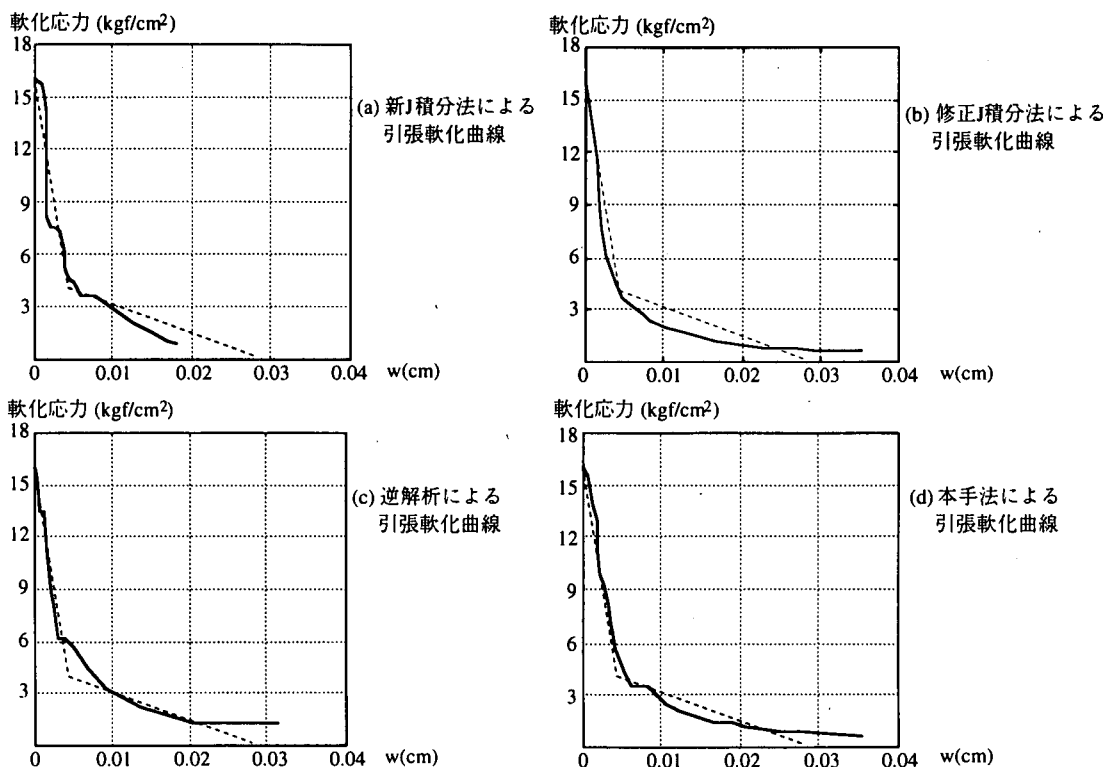 軟化応力 (kgf/cm²)
18
15
12
9
6
3
0
0.01
0.02
0.03
0.04
w(cm)
(a) 新J積分法による
引張軟化曲線
軟化応力 (kgf/cm²)
18
15
12
9
6
3
0
0.01
0.02
0.03
0.04
w(cm)
(b) 修正J積分法による
引張軟化曲線
軟化応力 (kgf/cm²)
18
15
12
9
6
3
0
0.01
0.02
0.03
0.04
w(cm)
(c) 逆解析による
引張軟化曲線
軟化応力 (kgf/cm²)
18
15
12
9
6
3
0
0.01
0.02
0.03
0.04
w(cm)
(d) 本手法による
引張軟化曲線